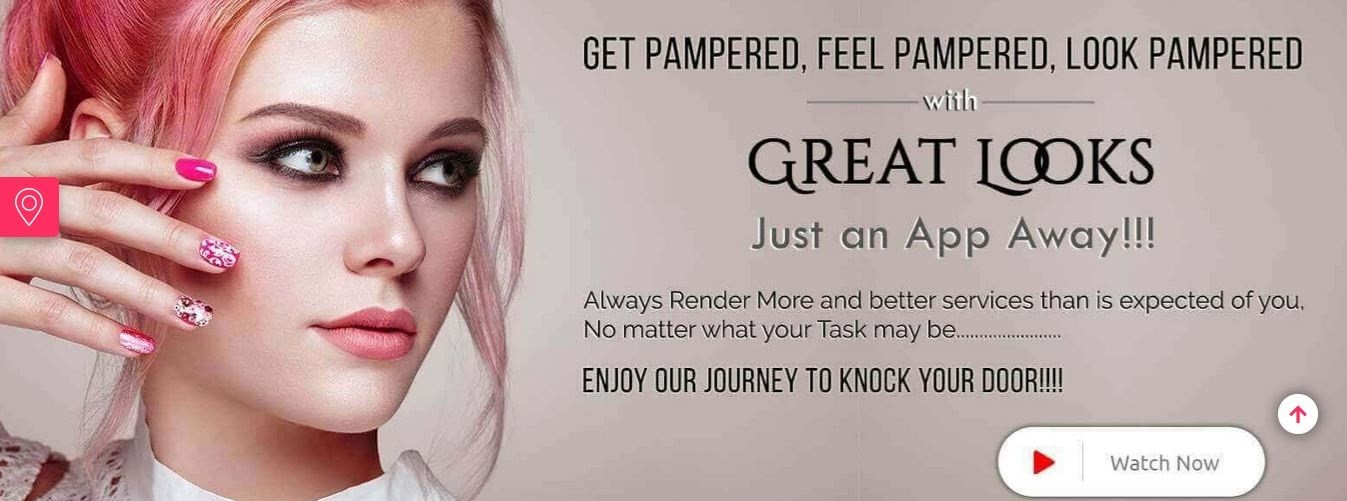 GET PAMPERED, FEEL PAMPERED, LOOK PAMPERED
with
GREAT LOOKS
Just an App Away!!!
Always Render More and better services than is expected of you,
No matter what your Task may be.......................
ENJOY OUR JOURNEY TO KNOCK YOUR DOOR!!!!
Watch Now